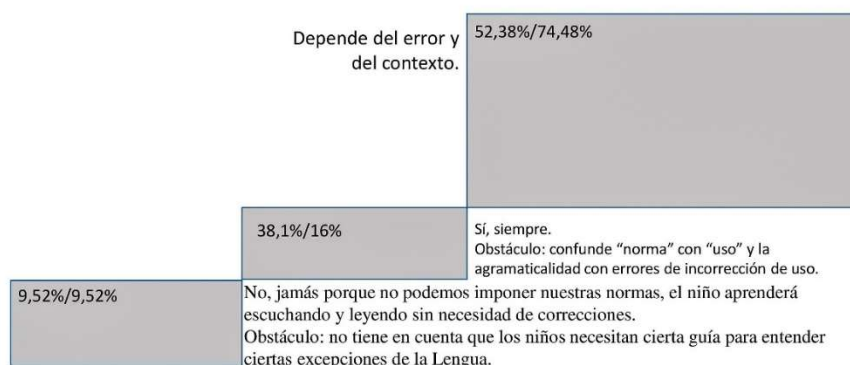 Depende del error y
del contexto.
52,38%/74,48%
38,1%/16%
Sí, siempre.
Obstáculo: confunde “norma” con “uso” y la
agramaticalidad con errores de incorrección de uso.
9,52%/9,52%
No, jamás porque no podemos imponer nuestras normas, el niño aprenderá
escuchando y leyendo sin necesidad de correcciones.
Obstáculo: no tiene en cuenta que los niños necesitan cierta guía para entender
ciertas excepciones de la Lengua.